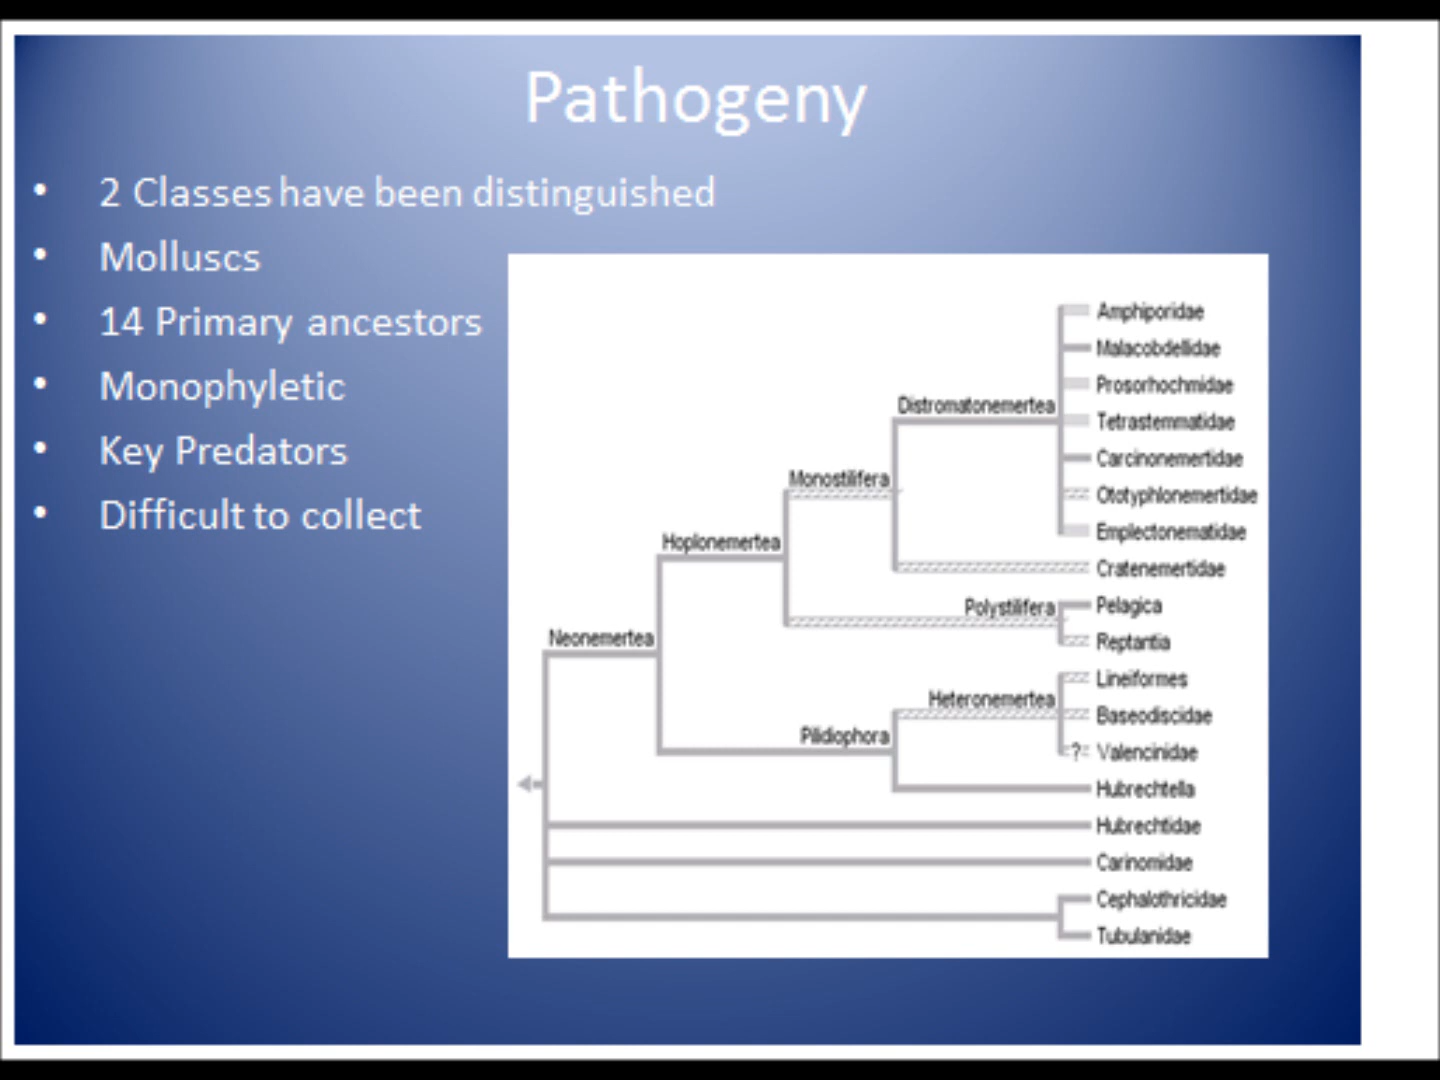 Pathogeny
• 2 Classes have been distinguished
• Molluscs
• 14 Primary ancestors
• Monophyletic
• Key Predators
• Difficult to collect
Amphiporidae
Malacobdellidae
Prosorhochmidae
Distromatonemertea
Tetrastemmatidae
Carcinonemertidae
Monostilifera
Ototyphlonemertidae
Emplectonematidae
Hoplonemertea
Cratenemertidae
Polystilifera
Pelagica
Neonemertea
Reptantia
Lineiformes
Heteronemertea
Baseodiscidae
Pilidiophora
? Valencinidae
Hubrechtella
Hubrechtidae
Carinomidae
Cephalothricidae
Tubulanidae